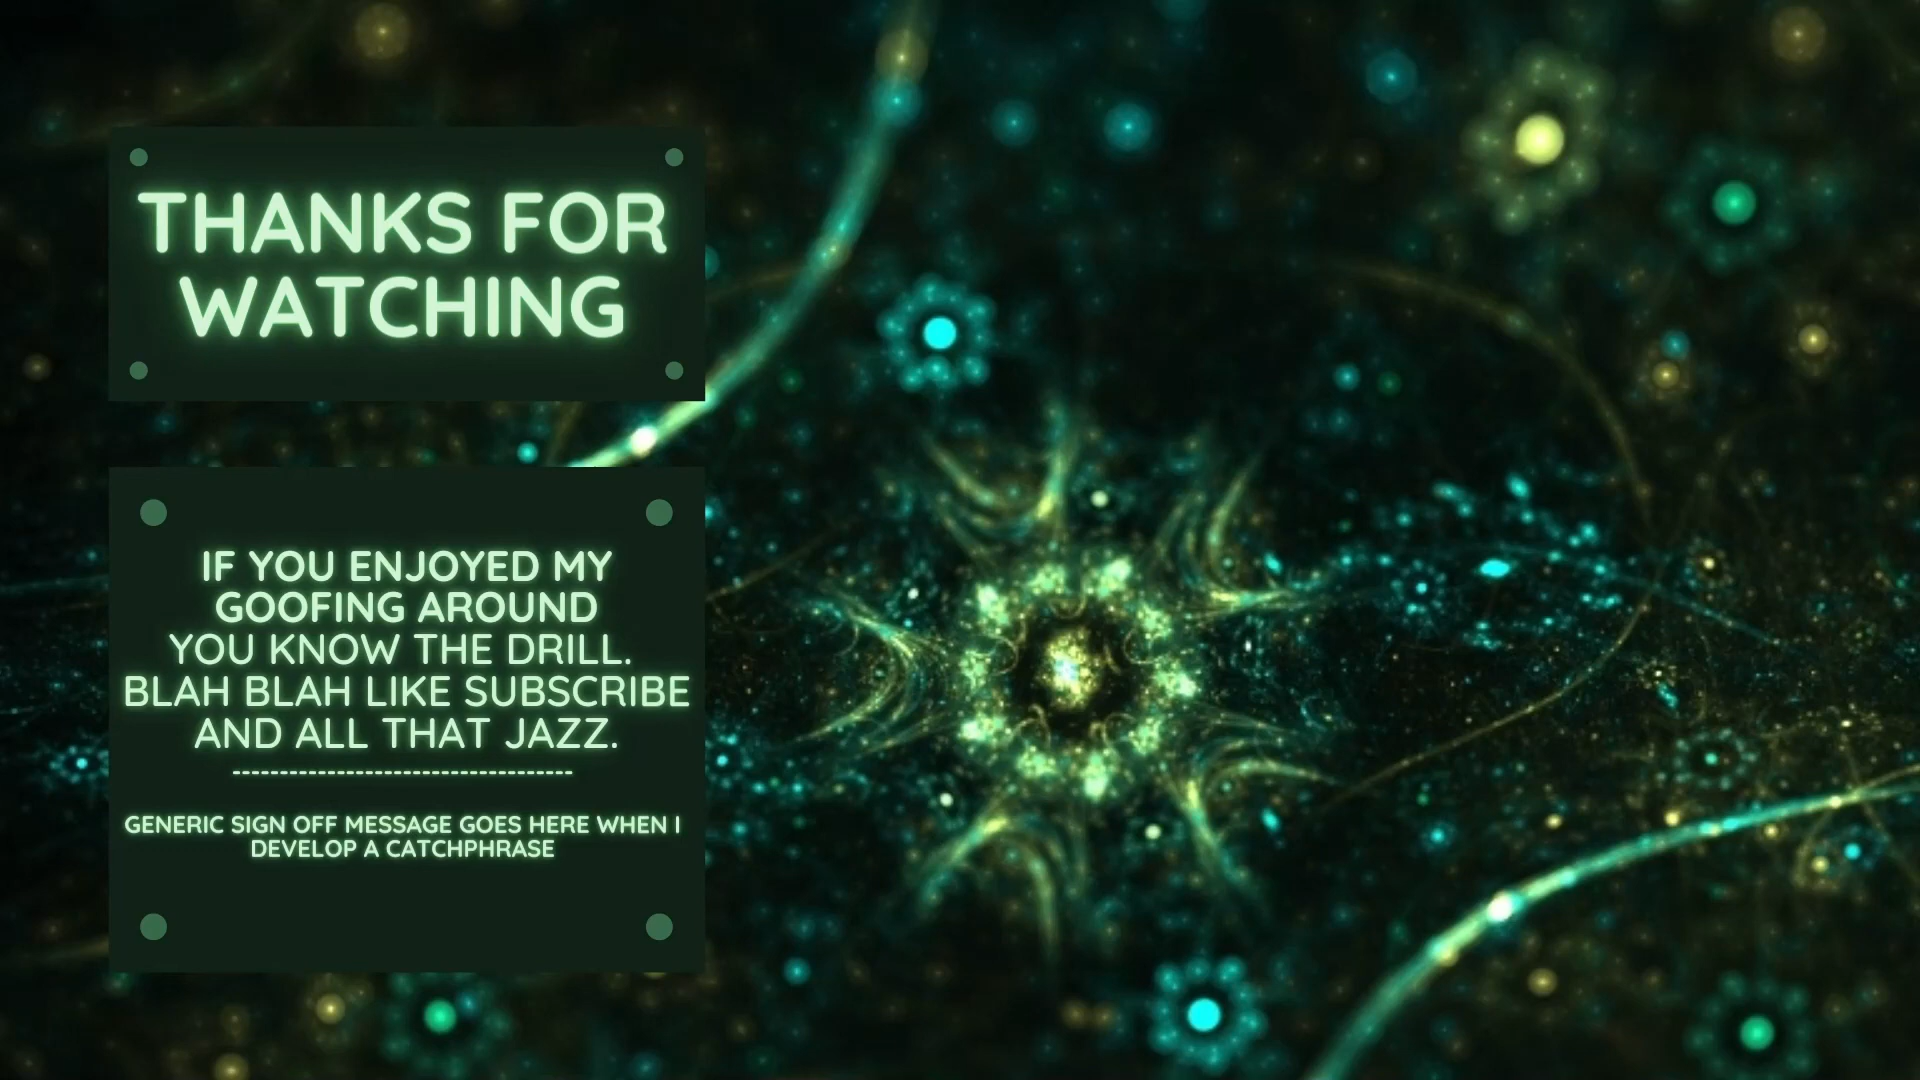 THANKS FOR
WATCHING
IF YOU ENJOYED MY
GOOFING AROUND
YOU KNOW THE DRILL.
BLAH BLAH LIKE SUBSCRIBE
AND ALL THAT JAZZ.
------------------------------------
GENERIC SIGN OFF MESSAGE GOES HERE WHEN I
DEVELOP A CATCHPHRASE